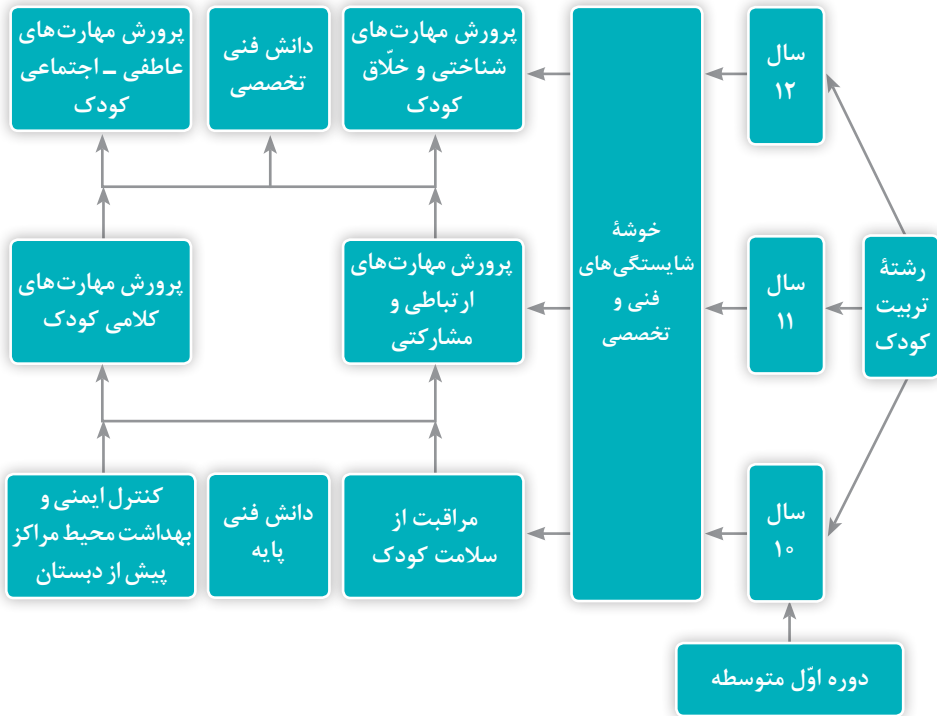 رشتهٔ
تربیت
کودک
سال
۱۲
سال
۱۱
سال
۱۰
دوره اوّل متوسطه
خوشهٔ
شایستگی‌های
فنی و
تخصصی
پرورش مهارت‌های
شناختی و خلّاق
کودک
دانش فنی
تخصصی
پرورش مهارت‌های
عاطفی ـ اجتماعی
کودک
پرورش مهارت‌های
ارتباطی و
مشارکتی
پرورش مهارت‌های
کلامی کودک
مراقبت از
سلامت کودک
دانش فنی
پایه
کنترل ایمنی و
بهداشت محیط مراکز
پیش از دبستان